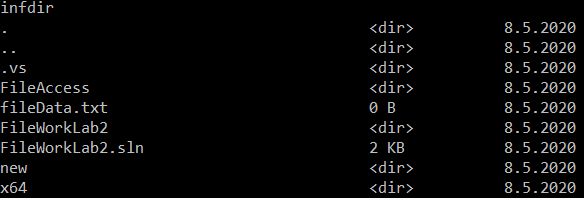 infdir
. <dir> 8.5.2020
.. <dir> 8.5.2020
.vs <dir> 8.5.2020
FileAccess <dir> 8.5.2020
fileData.txt 0 B 8.5.2020
FileWorkLab2 <dir> 8.5.2020
FileWorkLab2.sln 2 KB 8.5.2020
new <dir> 8.5.2020
x64 <dir> 8.5.2020